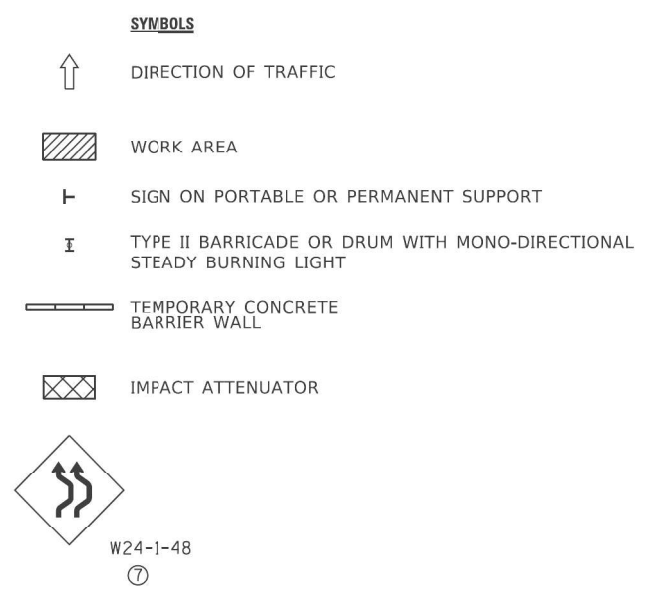 SYMBOLS
DIRECTION OF TRAFFIC
WORK AREA
SIGN ON PORTABLE OR PERMANENT SUPPORT
TYPE II BARRICADE OR DRUM WITH MONO-DIRECTIONAL
STEADY BURNING LIGHT
TEMPORARY CONCRETE
BARRIER WALL
IMPACT ATTENUATOR
W24-1-48
7